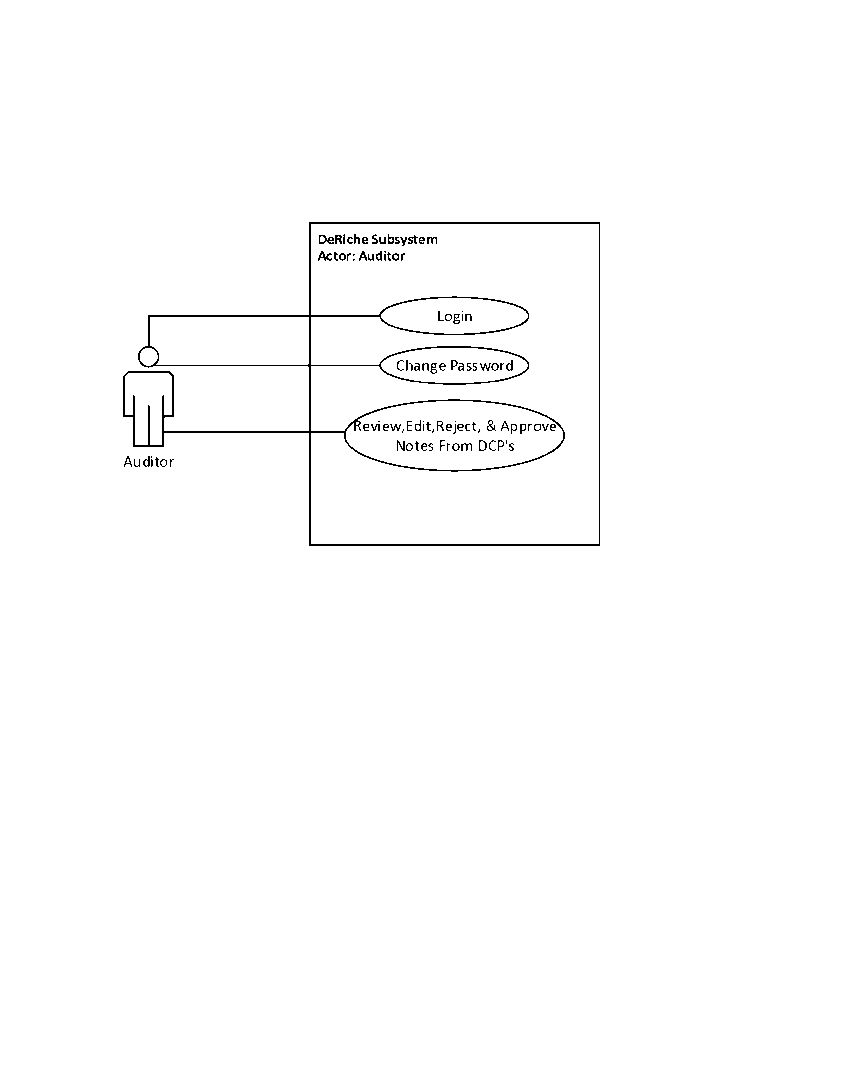 DeRiche Subsystem
Actor: Auditor
Login
Change Password
Review,Edit,Reject, & Approve
Notes From DCP's
Auditor